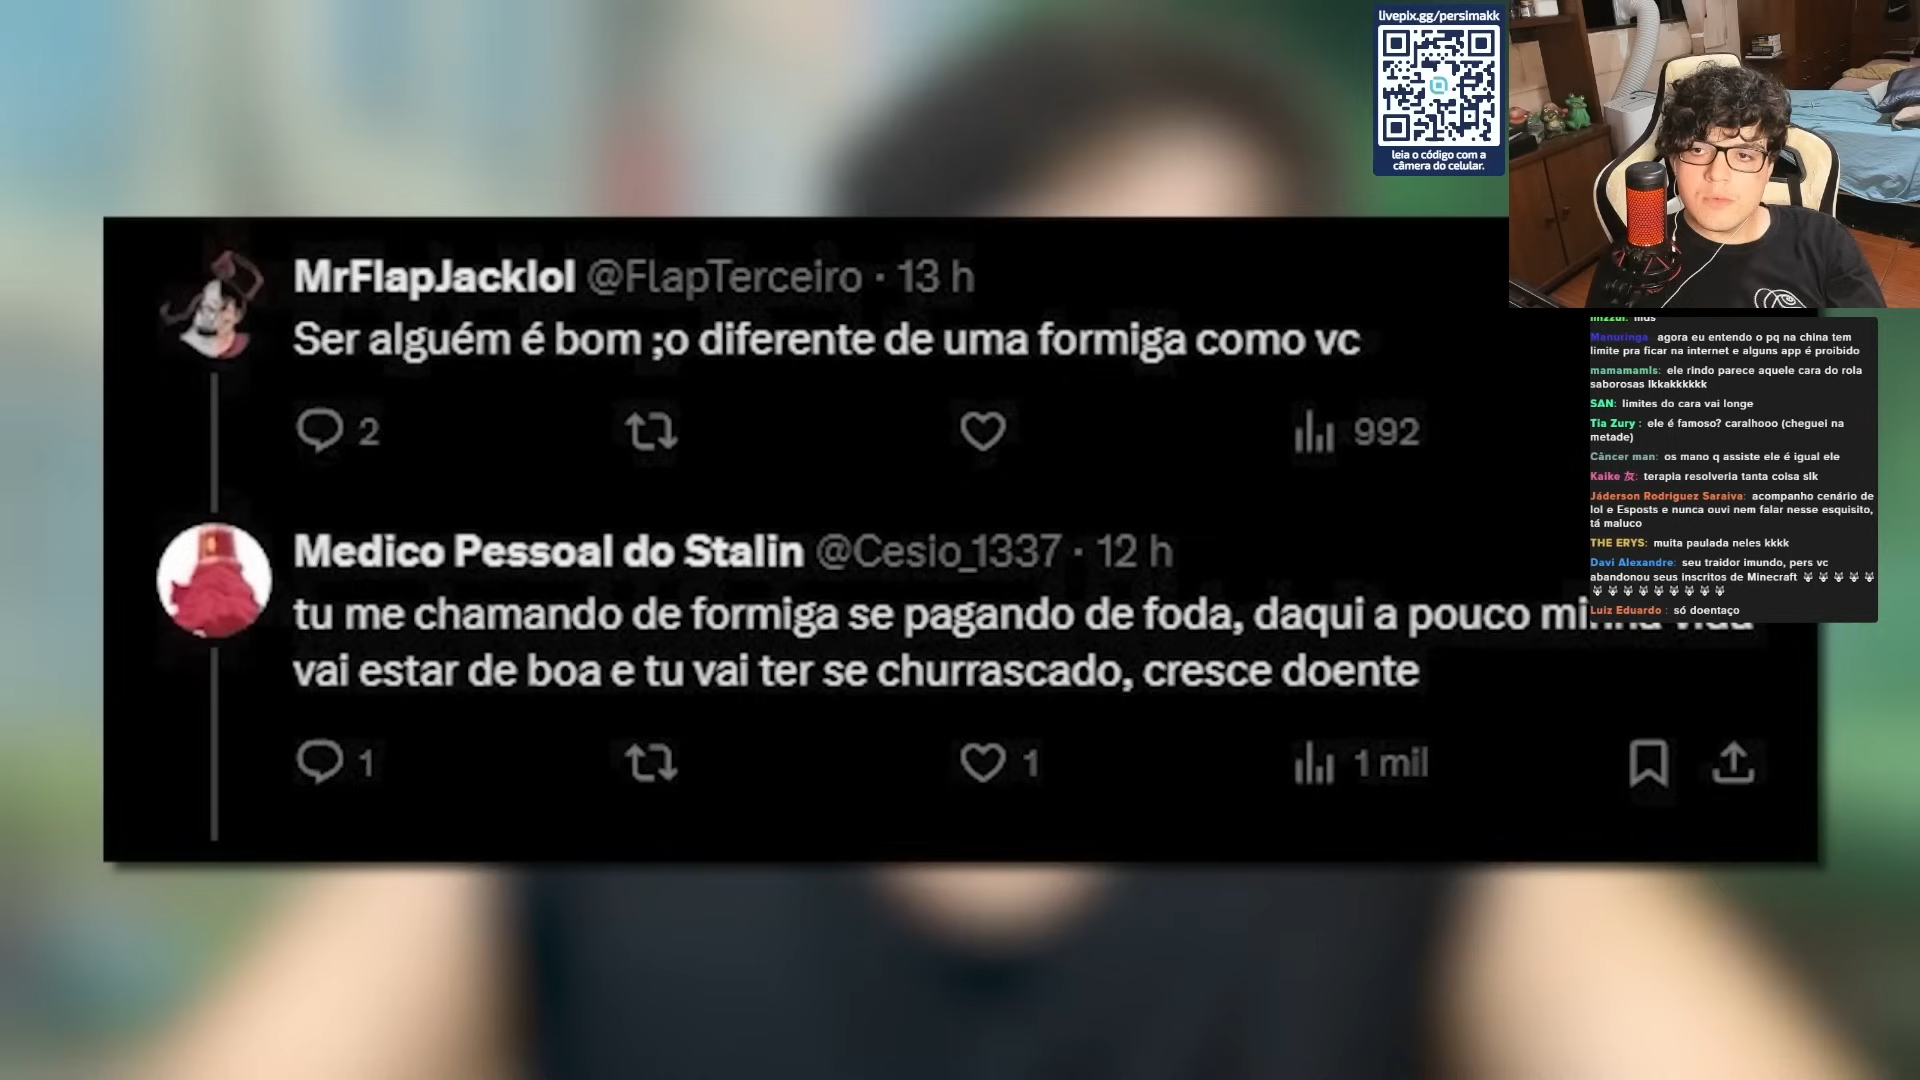 MrFlapJacklol @FlapTerceiro · 13 h
Ser alguém é bom ;o diferente de uma formiga como vc
2
992
Medico Pessoal do Stalin @Cesio_1337 · 12 h
tu me chamando de formiga se pagando de foda, daqui a pouco minha vida
vai estar de boa e tu vai ter se churrascado, cresce doente
1
1
1 mil
livepix.gg/persimakk
leia o código com a
câmera do celular.
Manuringa agora eu entendo o pq na china tem
limite pra ficar na internet e alguns app é proibido
mamamamls: ele rindo parece aquele cara do rola
saborosas lkkakkkkkk
SAN: limites do cara vai longe
Tia Zury : ele é famoso? caralhooo (cheguei na
metade)
Câncer man: os mano q assiste ele é igual ele
Kaike 友: terapia resolveria tanta coisa slk
Jáderson Rodriguez Saraiva: acompanho cenário de
lol e Esposts e nunca ouvi nem falar nesse esquisito,
tá maluco
THE ERYS: muita paulada neles kkkk
Davi Alexandre: seu traidor imundo, pers vc
abandonou seus inscritos de Minecraft
Luiz Eduardo : só doentaço